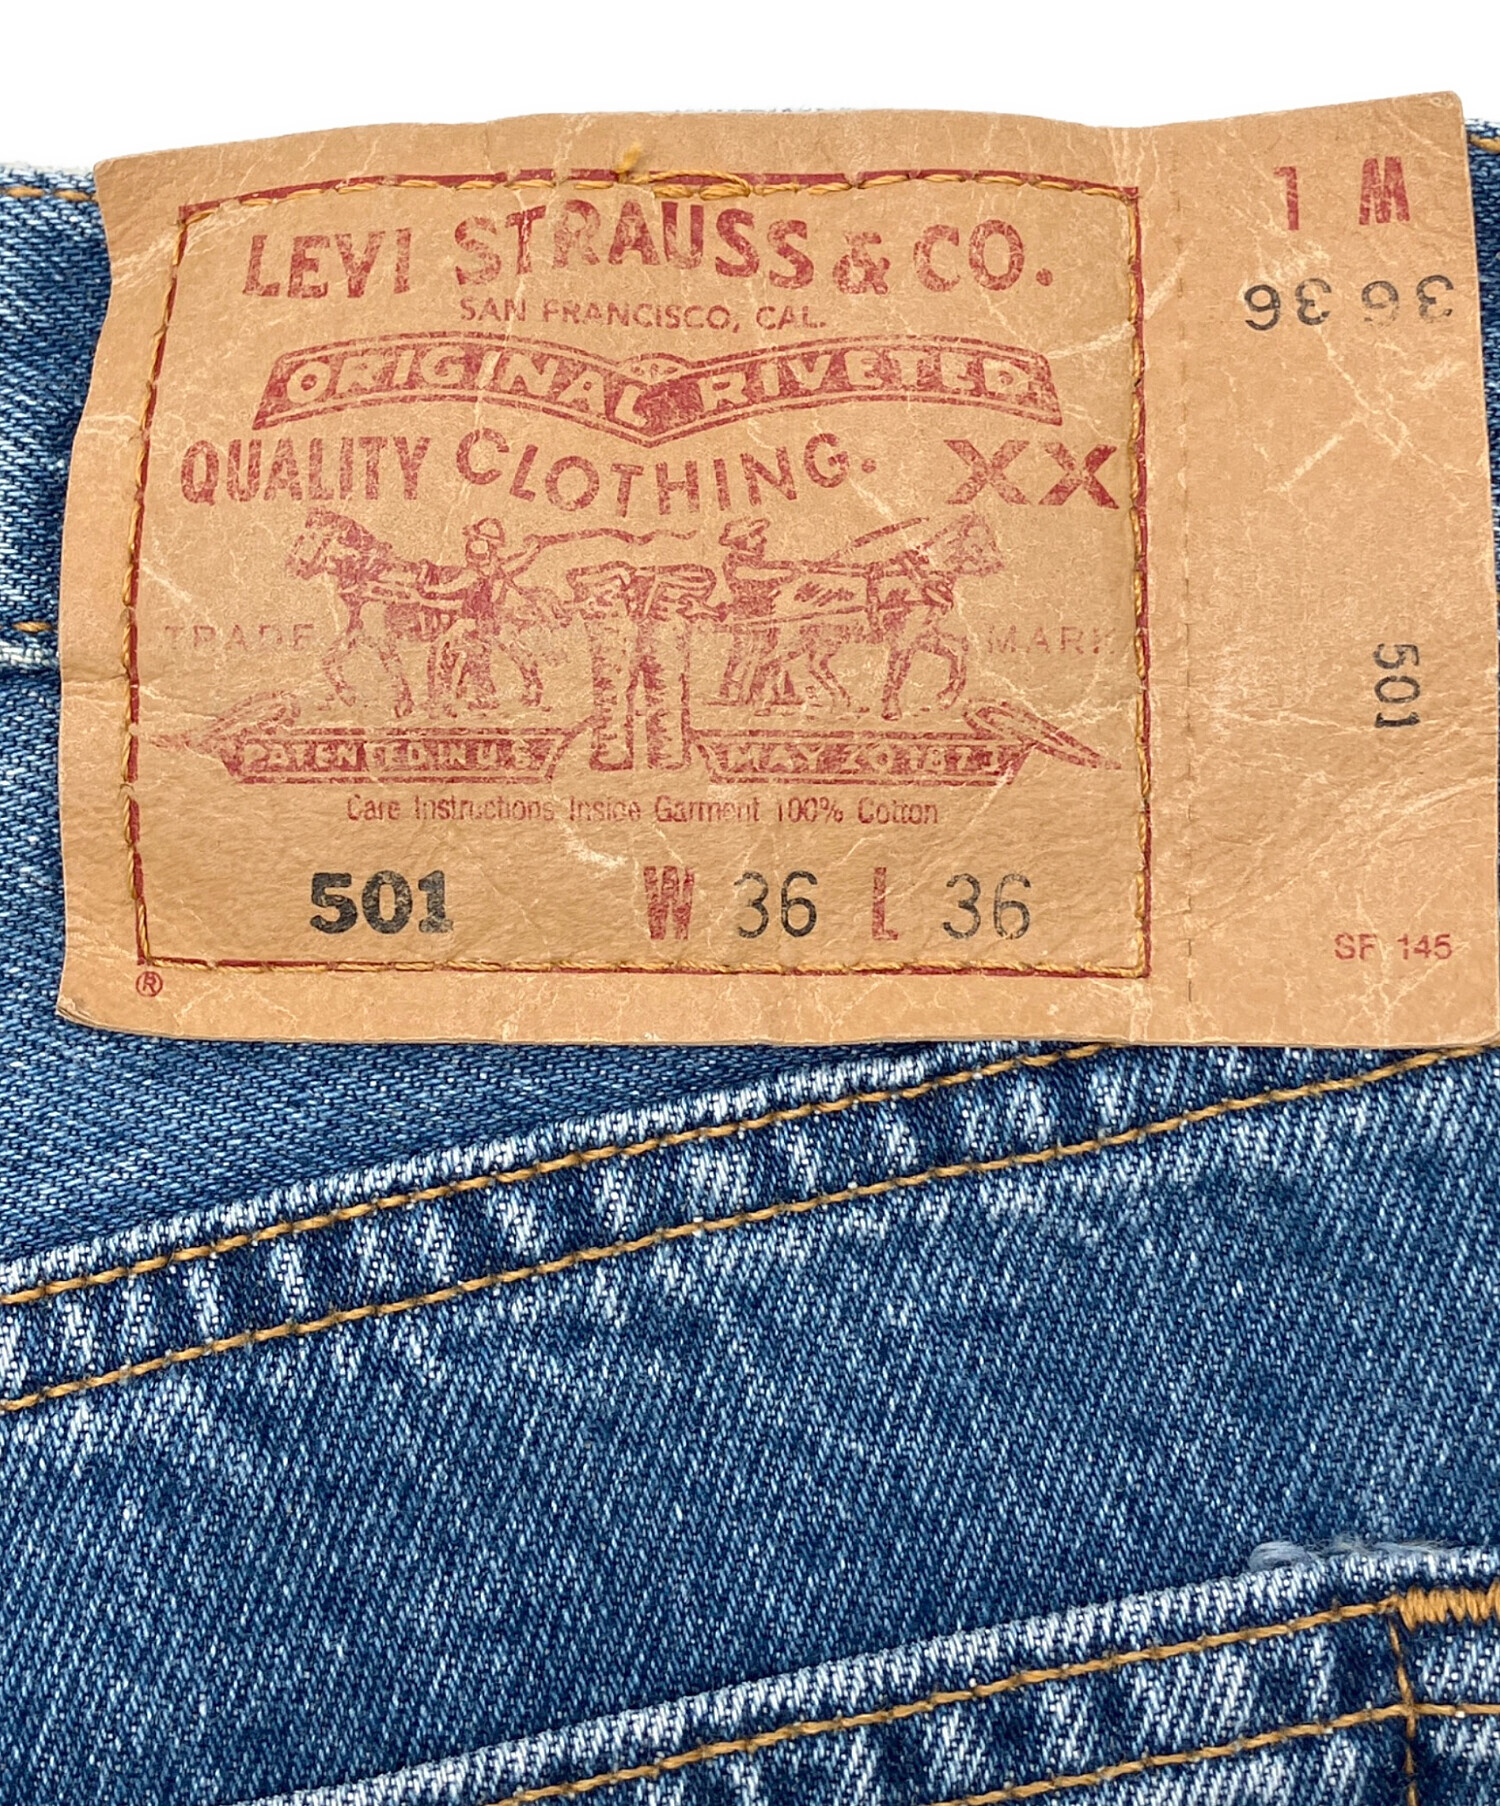 LEVI STRAUSS & CO.
SAN FRANCISCO, CAL.
ORIGINAL RIVETED
QUALITY CLOTHING. XX
TRADE MARK
PATENTED IN U.S. MAY 20 1873
Care Instructions Inside Garment 100% Cotton
501 W 36 L 36
®
1 M
36 36
501
SF 145